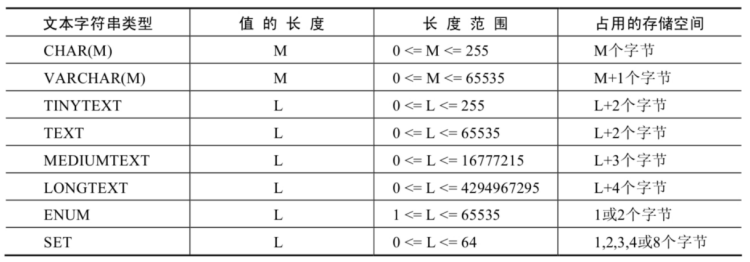 文本字符串类型 值 的 长 度 长 度 范 围 占用的存储空间
CHAR(M) M 0 <= M <= 255 M个字节
VARCHAR(M) M 0 <= M <= 65535 M+1个字节
TINYTEXT L 0 <= L <= 255 L+2个字节
TEXT L 0 <= L <= 65535 L+2个字节
MEDIUMTEXT L 0 <= L <= 16777215 L+3个字节
LONGTEXT L 0 <= L <= 4294967295 L+4个字节
ENUM L 1 <= L <= 65535 1或2个字节
SET L 0 <= L <= 64 1,2,3,4或8个字节